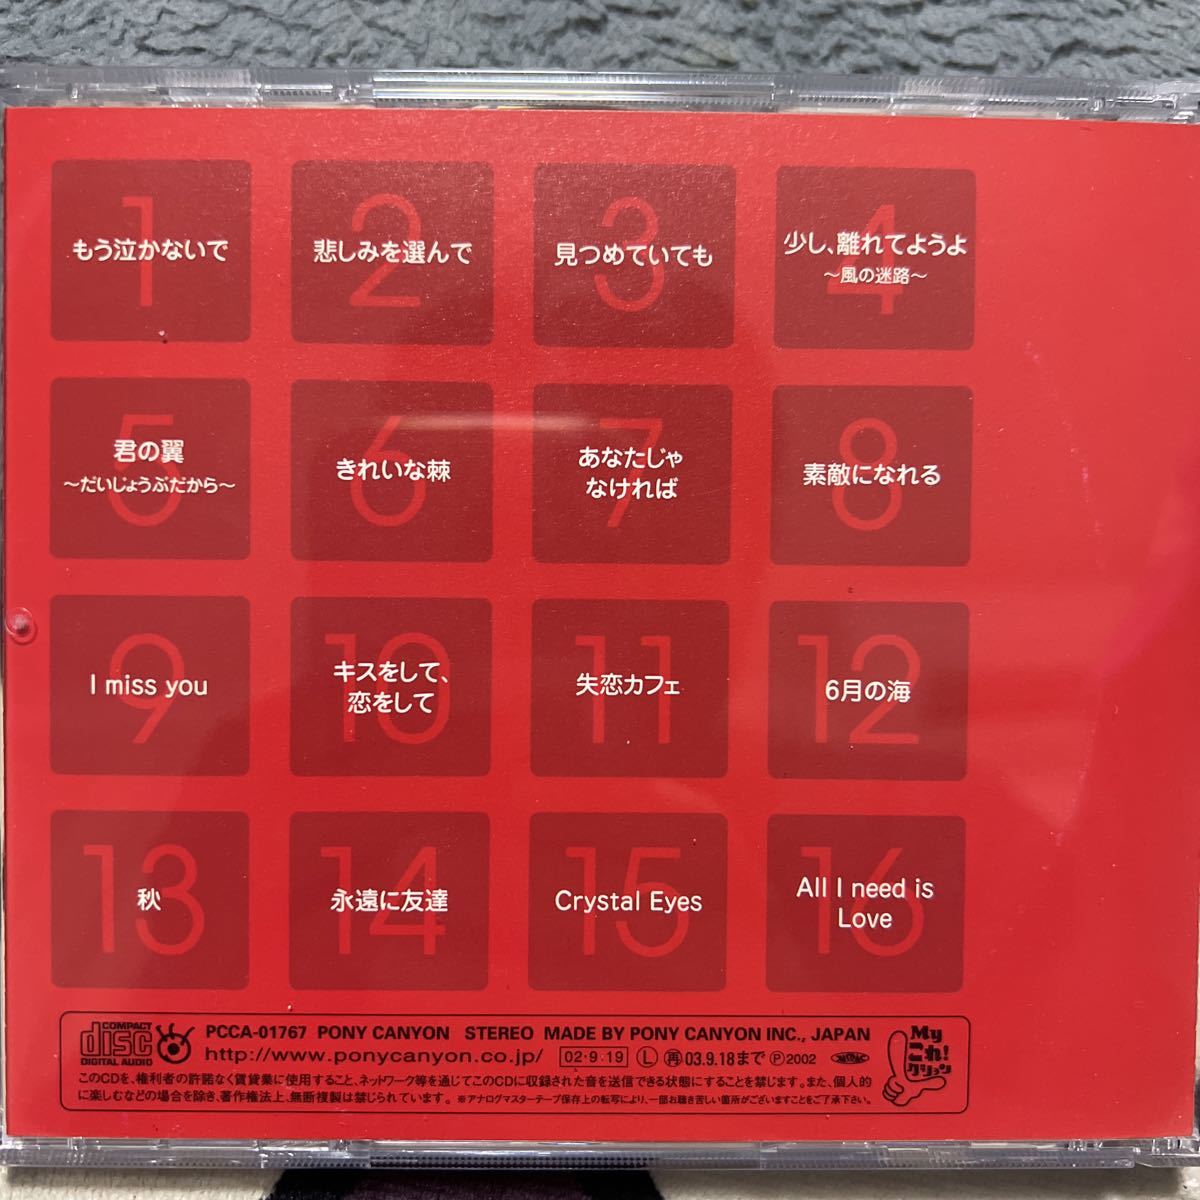 1
もう泣かないで
2
悲しみを選んで
3
見つめていても
4
少し、離れてようよ
～風の迷路～
5
君の翼
～だいじょうぶだから～
6
きれいな棘
7
あなたじゃ
なければ
8
素敵になれる
9
I miss you
10
キスをして、
恋をして
11
失恋カフェ
12
6月の海
13
秋
14
永遠に友達
15
Crystal Eyes
16
All I need is
Love
COMPACT
disc
DIGITAL AUDIO
PCCA-01767 PONY CANYON STEREO MADE BY PONY CANYON INC., JAPAN
http://www.ponycanyon.co.jp/ 02・9・19 Ⓛ ㊢03.9.18まで Ⓟ2002
このCDを、権利者の許諾なく賃貸業に使用すること、ネットワーク等を通じてこのCDに収録された音を送信できる状態にすることを禁じます。また、個人的
に楽しむなどの場合を除き、著作権法上、無断複製は禁じられています。 ※アナログマスターテープ保存上の転写により、一部お聴き苦しい箇所がございますことをご了承下さい。
My
これ!
クション